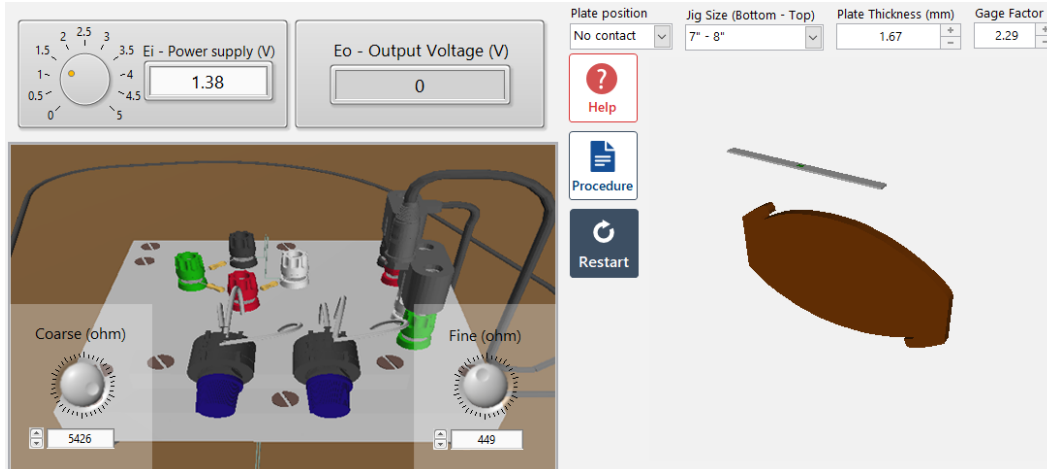 Ei - Power supply (V)
0
0.5
1
1.5
2
2.5
3
3.5
4
4.5
5
1.38
Eo - Output Voltage (V)
0
Plate position
No contact
Jig Size (Bottom - Top)
7" - 8"
Plate Thickness (mm)
1.67
Gage Factor
2.29
Help
Procedure
Restart
Coarse (ohm)
5426
Fine (ohm)
449